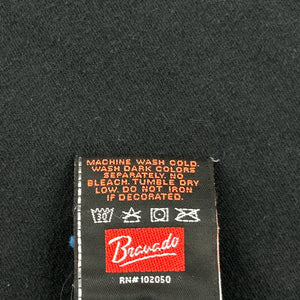 MACHINE WASH COLD.
WASH DARK COLORS
SEPARATELY. NO
BLEACH. TUMBLE DRY
LOW. DO NOT IRON
IF DECORATED.
30
Bravado
RN# 102050